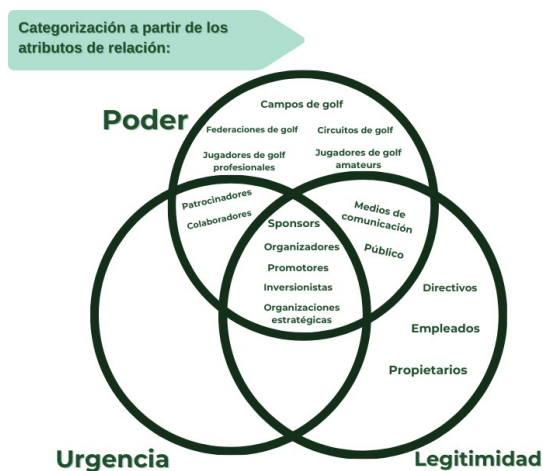 Categorización a partir de los
atributos de relación:
Poder
Campos de golf
Federaciones de golf
Circuitos de golf
Jugadores de golf
profesionales
Jugadores de golf
amateurs
Patrocinadores
Colaboradores
Sponsors
Organizadores
Promotores
Inversionistas
Organizaciones
estratégicas
Medios de
comunicación
Público
Directivos
Empleados
Propietarios
Urgencia
Legitimidad